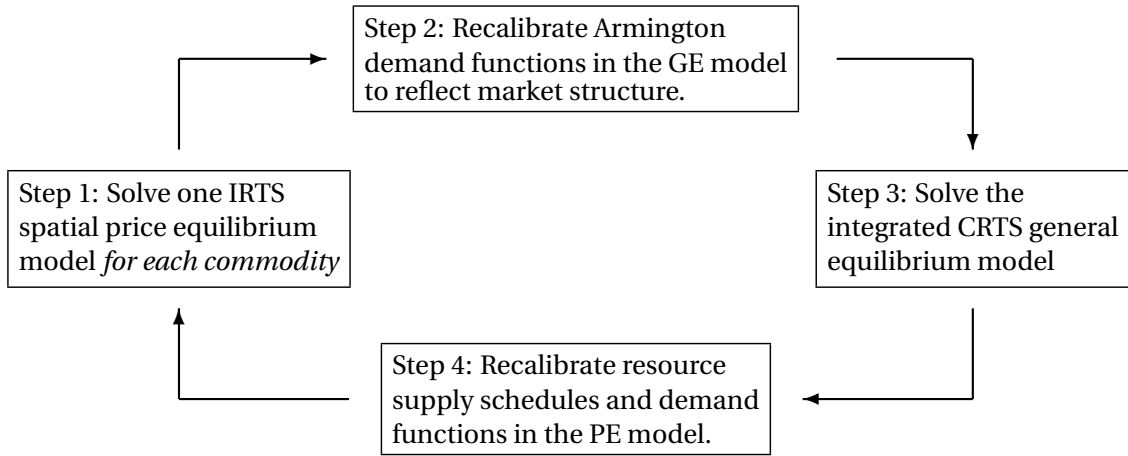 Step 2: Recalibrate Armington
demand functions in the GE model
to reflect market structure.
Step 1: Solve one IRTS
spatial price equilibrium
model for each commodity
Step 3: Solve the
integrated CRTS general
equilibrium model
Step 4: Recalibrate resource
supply schedules and demand
functions in the PE model.